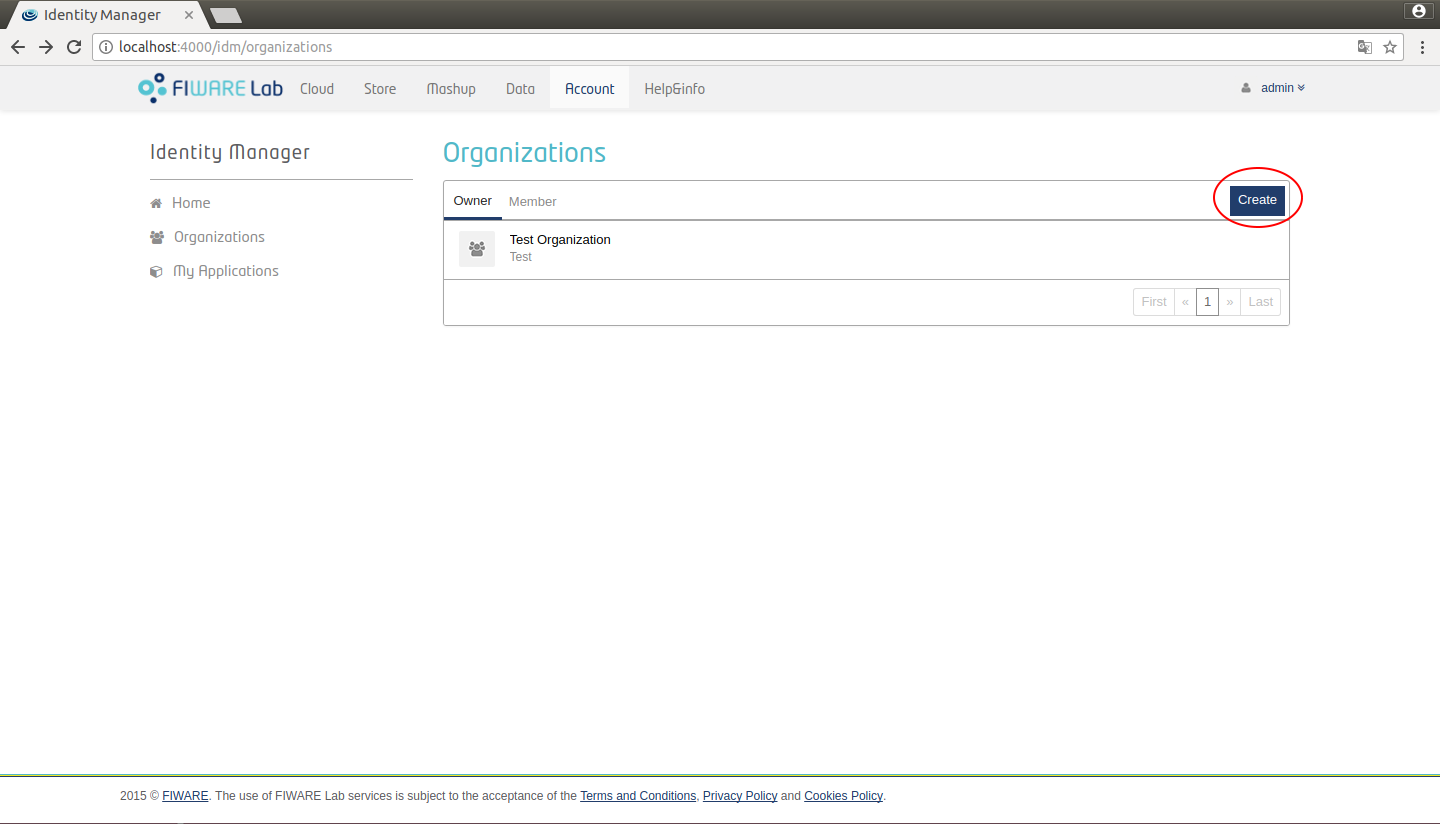 Identity Manager
localhost:4000/idm/organizations
FIWARE Lab Cloud Store Mashup Data Account Help&info admin
Identity Manager
Home
Organizations
My Applications
Organizations
Owner Member Create
Test Organization
Test
First « 1 » Last
2015 © FIWARE. The use of FIWARE Lab services is subject to the acceptance of the Terms and Conditions, Privacy Policy and Cookies Policy.